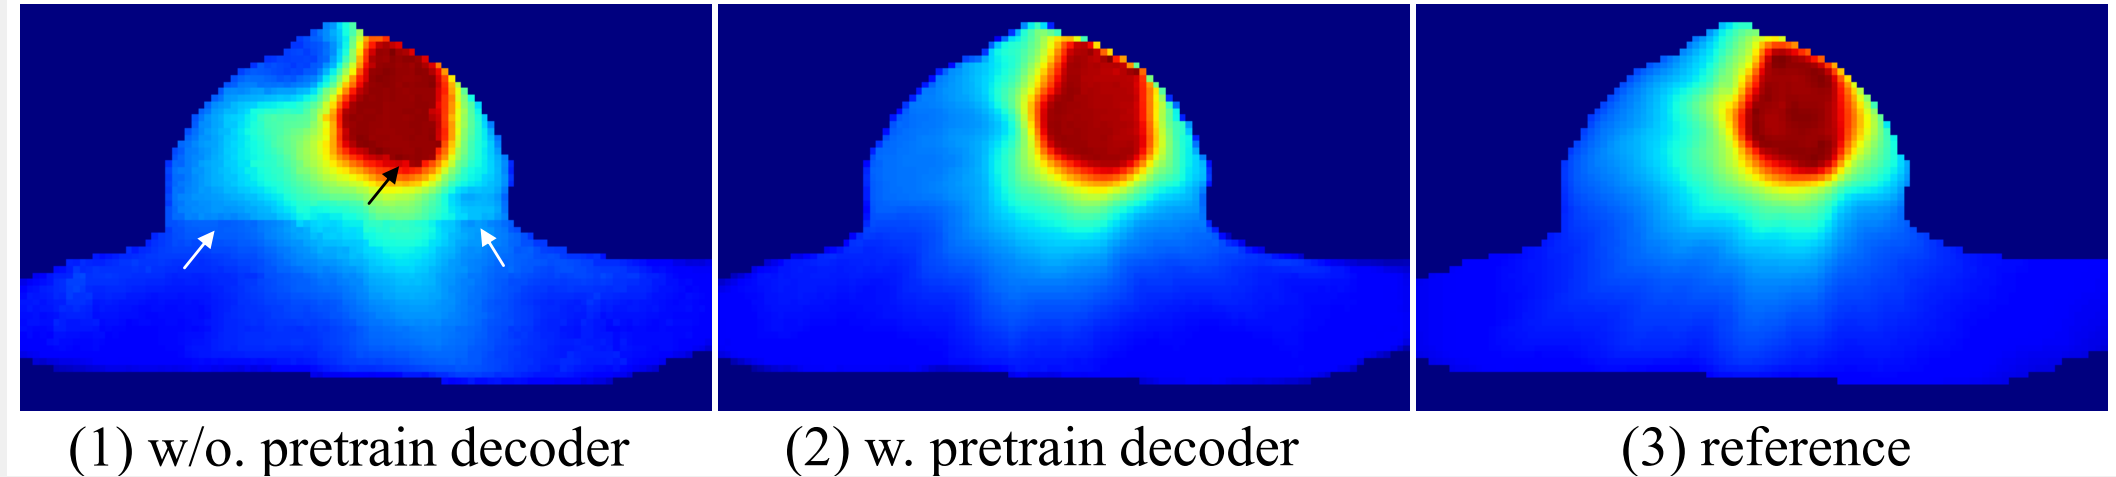 (1) w/o. pretrain decoder
(2) w. pretrain decoder
(3) reference